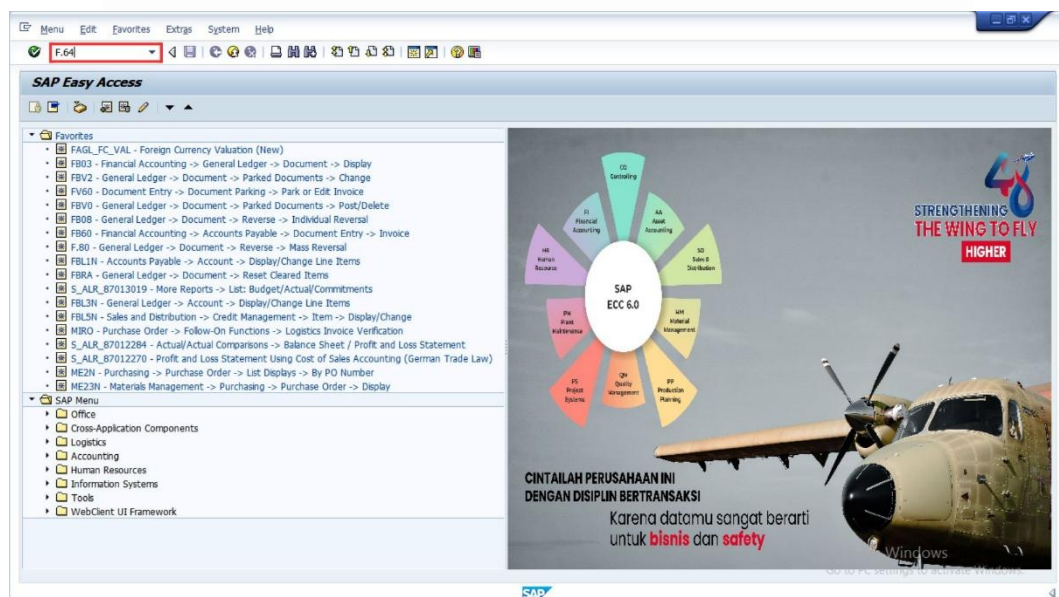 Menu Edit Favorites Extras System Help
F.64
SAP Easy Access
Favorites
FAGL_FC_VAL - Foreign Currency Valuation (New)
FB03 - Financial Accounting -> General Ledger -> Document -> Display
FBV2 - General Ledger -> Document -> Parked Documents -> Change
FV60 - Document Entry -> Document Parking -> Park or Edit Invoice
FBV0 - General Ledger -> Document -> Parked Documents -> Post/Delete
FB08 - General Ledger -> Document -> Reverse -> Individual Reversal
FB60 - Financial Accounting -> Accounts Payable -> Document Entry -> Invoice
F.80 - General Ledger -> Document -> Reverse -> Mass Reversal
FBL1N - Accounts Payable -> Account -> Display/Change Line Items
FBRA - General Ledger -> Document -> Reset Cleared Items
S_ALR_87013019 - More Reports -> List: Budget/Actual/Commitments
FBL3N - General Ledger -> Account -> Display/Change Line Items
FBL5N - Sales and Distribution -> Credit Management -> Item -> Display/Change
MIRO - Purchase Order -> Follow-On Functions -> Logistics Invoice Verification
S_ALR_87012284 - Actual/Actual Comparisons -> Balance Sheet / Profit and Loss Statement
S_ALR_87012270 - Profit and Loss Statement Using Cost of Sales Accounting (German Trade Law)
ME2N - Purchasing -> Purchase Order -> List Displays -> By PO Number
ME23N - Materials Management -> Purchasing -> Purchase Order -> Display
SAP Menu
Office
Cross-Application Components
Logistics
Accounting
Human Resources
Information Systems
Tools
WebClient UI Framework
CO
Controlling
FI
Financial
Accounting
AA
Asset
Accounting
HR
Human
Resource
SD
Sales &
Distribution
SAP
ECC 6.0
PM
Plant
Maintenance
MM
Material
Management
PS
Project
Systems
QM
Quality
Management
PP
Production
Planning
48
STRENGTHENING
THE WING TO FLY
HIGHER
CINTAILAH PERUSAHAAN INI
DENGAN DISIPLIN BERTRANSAKSI
Karena datamu sangat berarti
untuk bisnis dan safety
Windows
Go to PC settings to activate Windows.
SAP